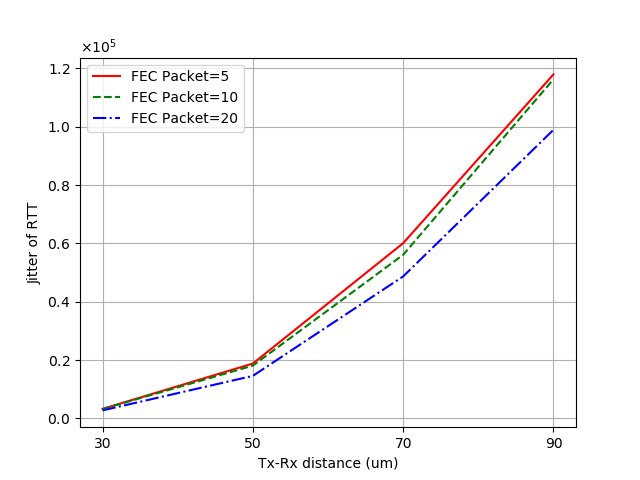 ×10⁵
FEC Packet=5
FEC Packet=10
FEC Packet=20
1.2
1.0
0.8
0.6
0.4
0.2
0.0
Jitter of RTT
30 50 70 90
Tx-Rx distance (um)